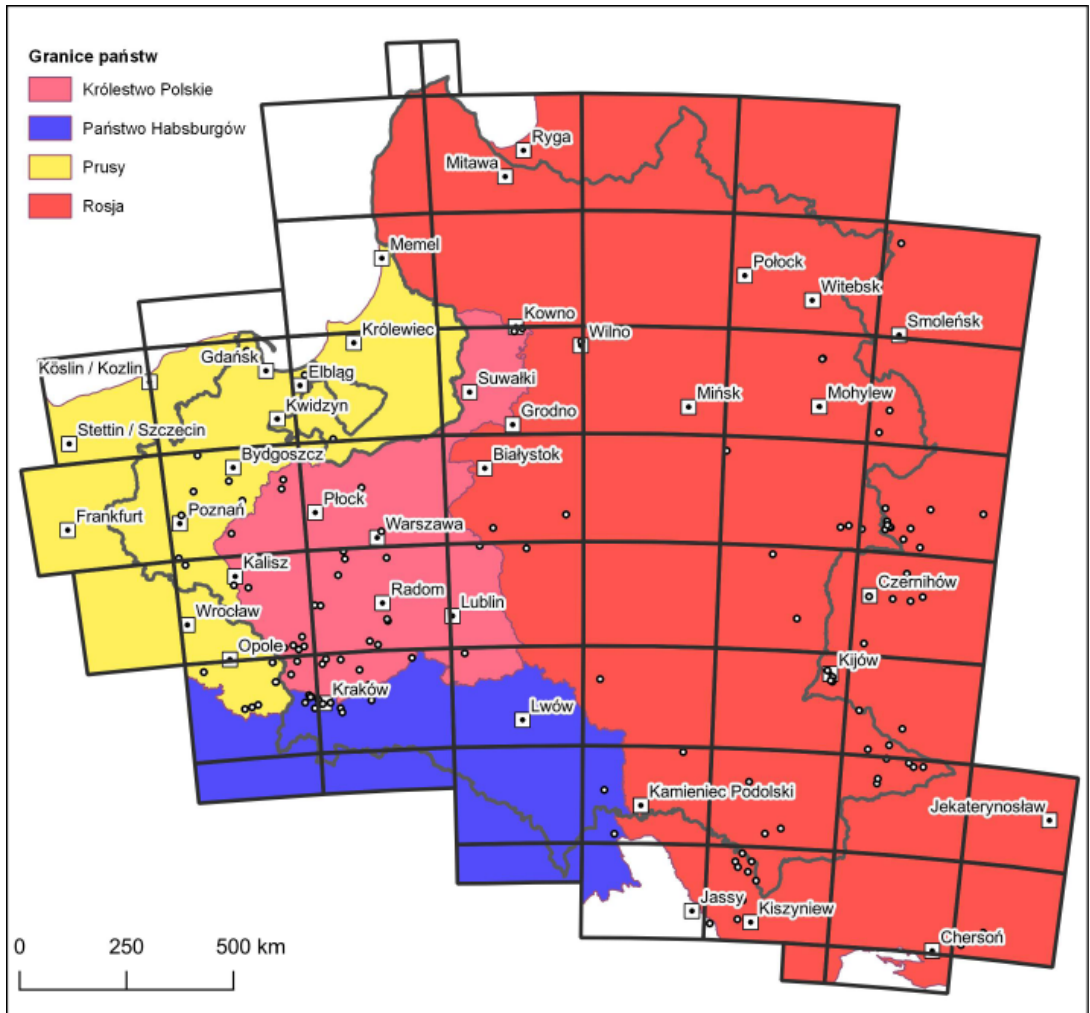 Granice państw
Królestwo Polskie
Państwo Habsburgów
Prusy
Rosja
Ryga
Mitawa
Memel
Połock
Witebsk
Smoleńsk
Kowno
Wilno
Królewiec
Gdańsk
Köslin / Kozlin
Elbląg
Suwałki
Kwidzyn
Mińsk
Mohylew
Grodno
Stettin / Szczecin
Bydgoszcz
Białystok
Płock
Frankfurt
Poznań
Warszawa
Kalisz
Czernihów
Radom
Lublin
Wrocław
Opole
Kijów
Kraków
Lwów
Kamieniec Podolski
Jekaterynosław
Jassy
Kiszyniew
Chersoń
0 250 500 km